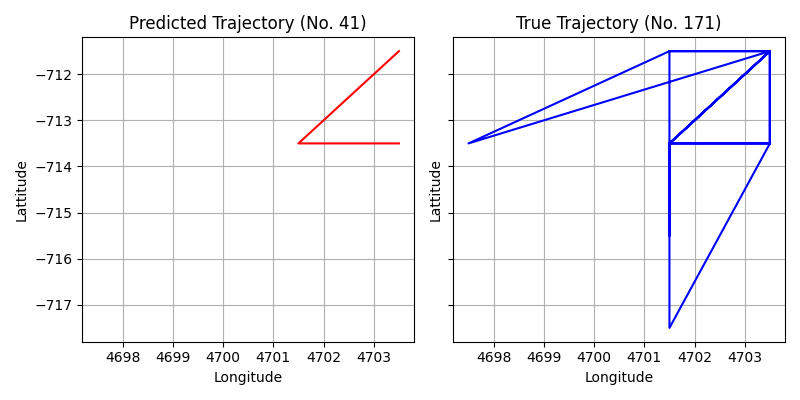 Predicted Trajectory (No. 41)
True Trajectory (No. 171)
Lattitude
−712
−713
−714
−715
−716
−717
4698 4699 4700 4701 4702 4703
Longitude
Lattitude
4698 4699 4700 4701 4702 4703
Longitude